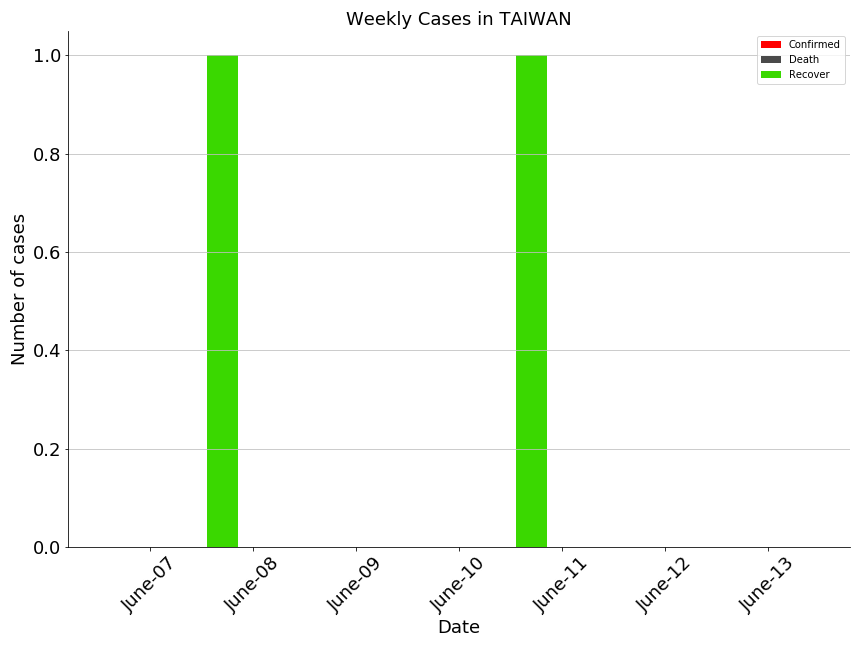 Weekly Cases in TAIWAN
Confirmed
Death
Recover
Number of cases
1.0
0.8
0.6
0.4
0.2
0.0
June-07
June-08
June-09
June-10
June-11
June-12
June-13
Date